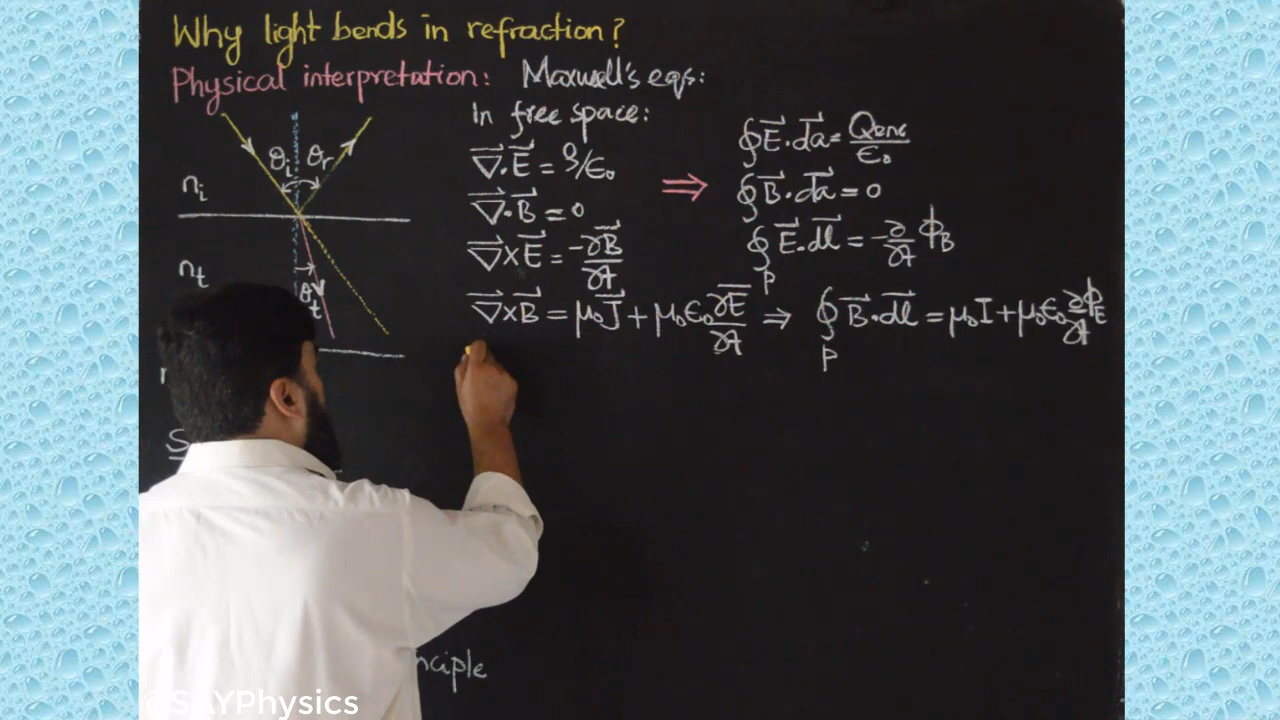 Why light bends in refraction?
Physical interpretation: Maxwell's eqs:
In free space:
θi θr
ni
nt
θt
∇⃗·E⃗ = ρ/ϵ₀ ⇒ ∮E⃗·da⃗ = Qenc/ϵ₀
∇⃗·B⃗ = 0 ∮B⃗·da⃗ = 0
∇⃗×E⃗ = -∂B⃗/∂t ∮P E⃗·dl⃗ = -∂/∂t ϕB
∇⃗×B⃗ = μ₀J⃗ + μ₀ϵ₀∂E⃗/∂t ⇒ ∮P B⃗·dl⃗ = μ₀I + μ₀ϵ₀∂ϕE/∂t
S
SAYPhysics